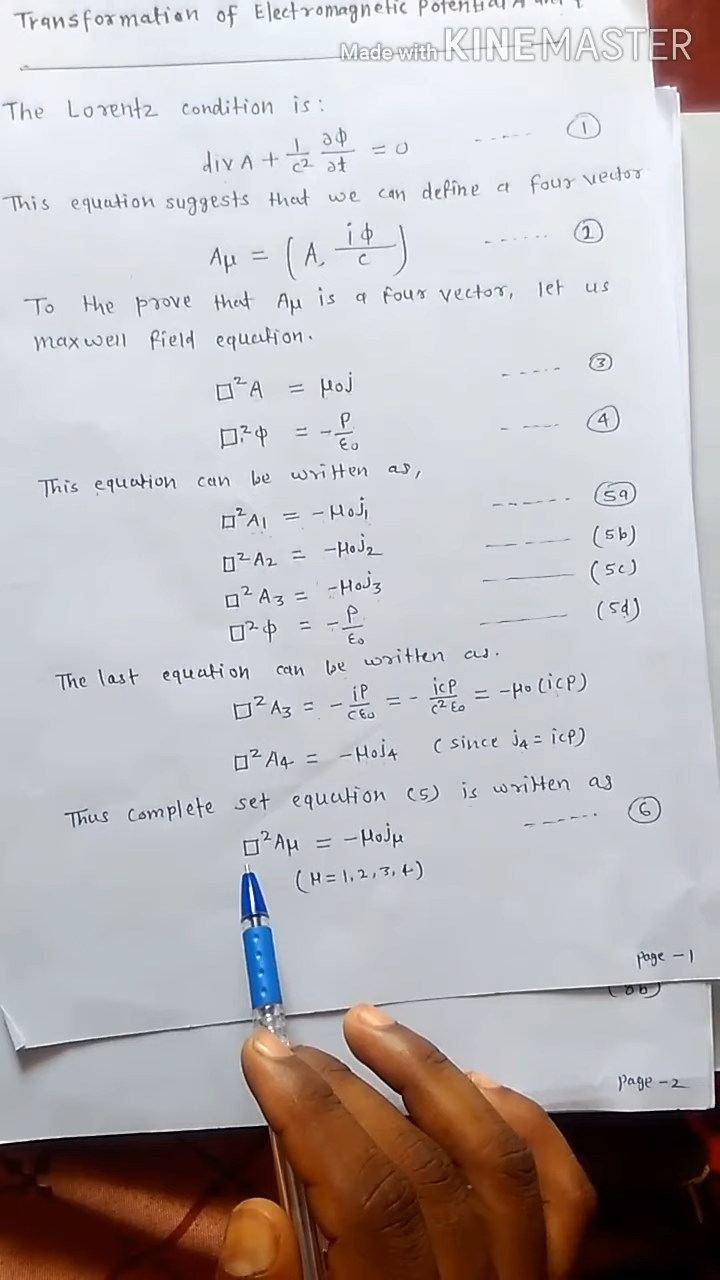 Transformation of Electromagnetic Potential A and
Made with KINEMASTER
The Lorentz condition is:
div A + 1/c² ∂Φ/∂t = 0 ----- ①
This equation suggests that we can define a four vector
Aμ = (A, iΦ/c) ------ ②
To the prove that Aμ is a four vector, let us
maxwell field equation.
□²A = μ₀j ------ ③
□²Φ = -ρ/ε₀ ----- ④
This equation can be written as,
□²A₁ = -μ₀j₁ ------- (5a)
□²A₂ = -μ₀j₂ ——— (5b)
□²A₃ = -μ₀j₃ ——— (5c)
□²Φ = -ρ/ε₀ ——— (5d)
The last equation can be written as.
□²A₃ = -iρ/cε₀ = -icρ/c²ε₀ = -μ₀(icρ)
□²A₄ = -μ₀j₄ (since j₄ = icρ)
Thus complete set equation (5) is written as
□²Aμ = -μ₀jμ ------ ⑥
(μ = 1, 2, 3, 4)
Page -1
Page -2